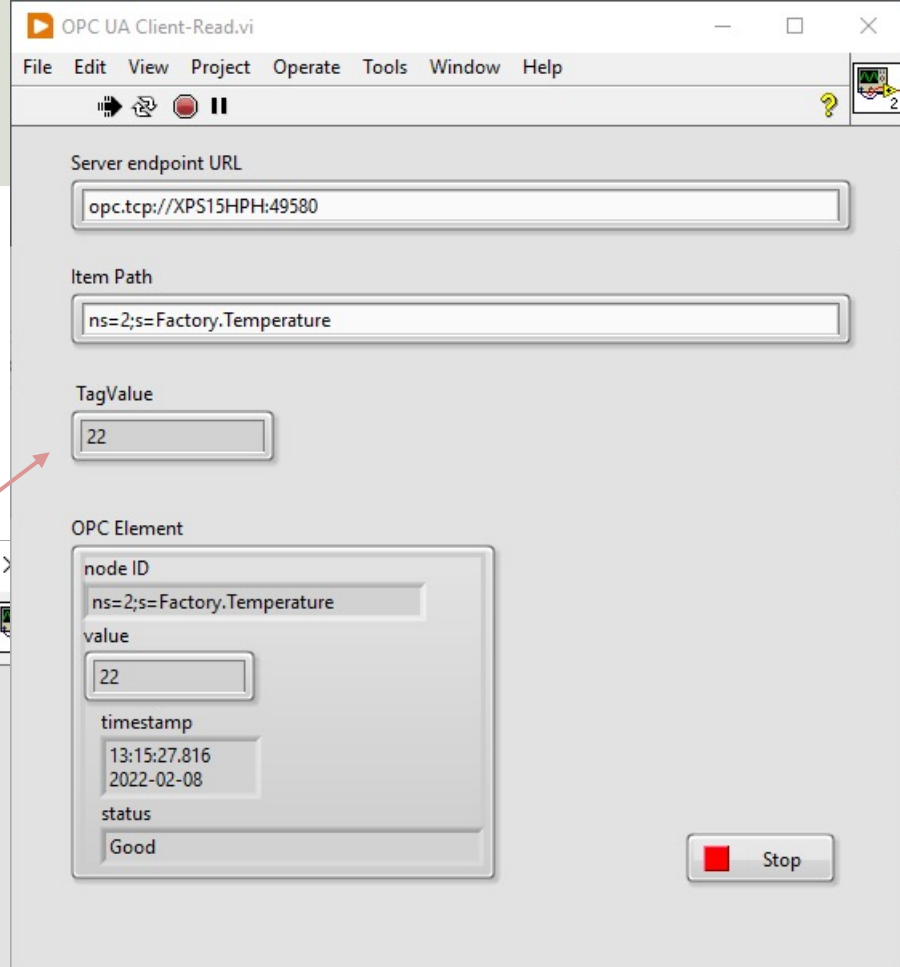 OPC UA Client-Read.vi
File Edit View Project Operate Tools Window Help
2
Server endpoint URL
opc.tcp://XPS15HPH:49580
Item Path
ns=2;s=Factory.Temperature
TagValue
22
OPC Element
node ID
ns=2;s=Factory.Temperature
value
22
timestamp
13:15:27.816
2022-02-08
status
Good
Stop